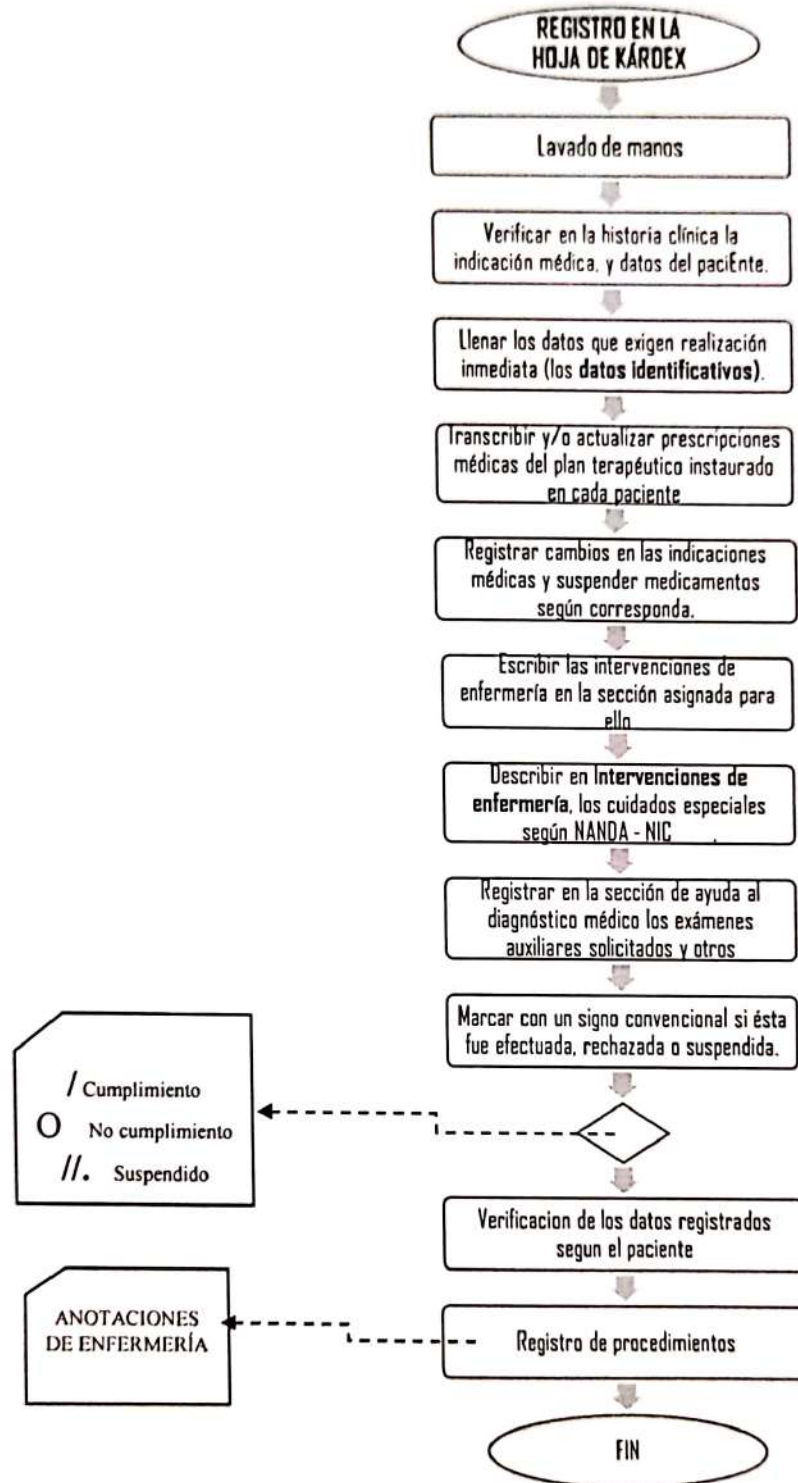 REGISTRO EN LA
HOJA DE KÁRDEX
Lavado de manos
Verificar en la historia clínica la
indicación médica, y datos del paciEnte.
Llenar los datos que exigen realización
inmediata (los datos identificativos).
Transcribir y/o actualizar prescripciones
médicas del plan terapéutico instaurado
en cada paciente
Registrar cambios en las indicaciones
médicas y suspender medicamentos
según corresponda.
Escribir las intervenciones de
enfermería en la sección asignada para
ello
Describir en Intervenciones de
enfermería, los cuidados especiales
según NANDA - NIC .
Registrar en la sección de ayuda al
diagnóstico médico los exámenes
auxiliares solicitados y otros
Marcar con un signo convencional si ésta
fue efectuada, rechazada o suspendida.
/ Cumplimiento
O No cumplimiento
//. Suspendido
Verificacion de los datos registrados
segun el paciente
ANOTACIONES
DE ENFERMERÍA
Registro de procedimientos
FIN